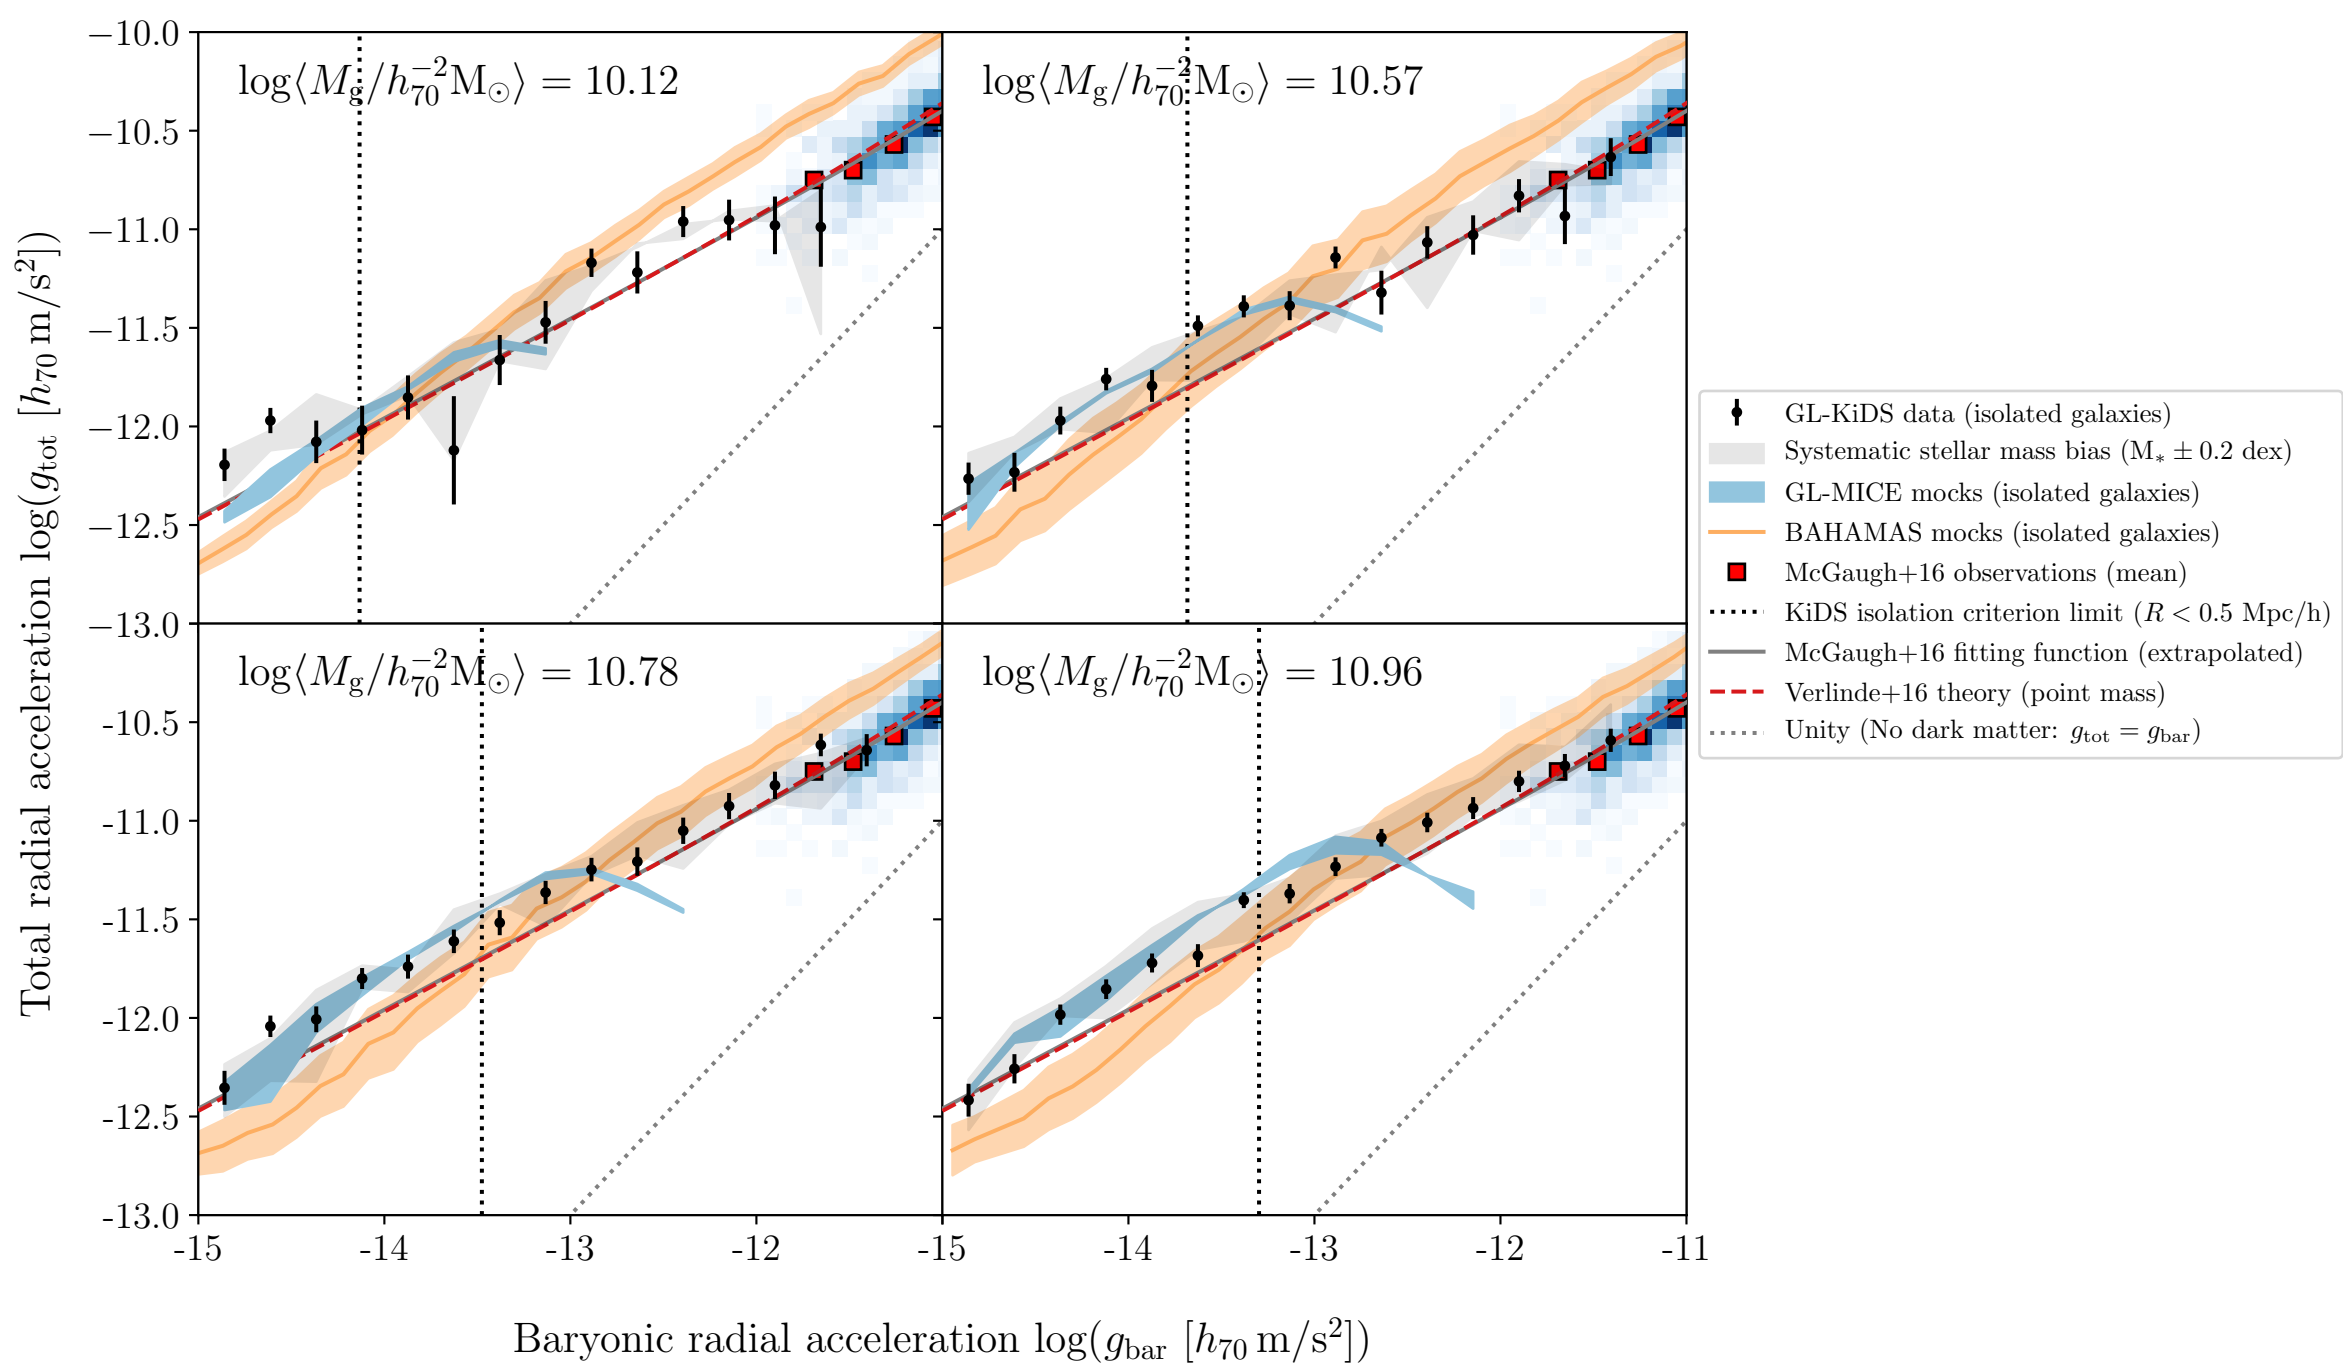 Total radial acceleration log(g_tot [h_70 m/s²])
−10.0
−10.5
−11.0
−11.5
−12.0
−12.5
−13.0
log⟨M_g/h_70^−2 M_⊙⟩ = 10.12
log⟨M_g/h_70^−2 M_⊙⟩ = 10.57
-10.5
-11.0
-11.5
-12.0
-12.5
-13.0
log⟨M_g/h_70^−2 M_⊙⟩ = 10.78
log⟨M_g/h_70^−2 M_⊙⟩ = 10.96
-15 -14 -13 -12 -15 -14 -13 -12 -11
Baryonic radial acceleration log(g_bar [h_70 m/s²])
GL-KiDS data (isolated galaxies)
Systematic stellar mass bias (M_* ± 0.2 dex)
GL-MICE mocks (isolated galaxies)
BAHAMAS mocks (isolated galaxies)
McGaugh+16 observations (mean)
KiDS isolation criterion limit (R < 0.5 Mpc/h)
McGaugh+16 fitting function (extrapolated)
Verlinde+16 theory (point mass)
Unity (No dark matter: g_tot = g_bar)